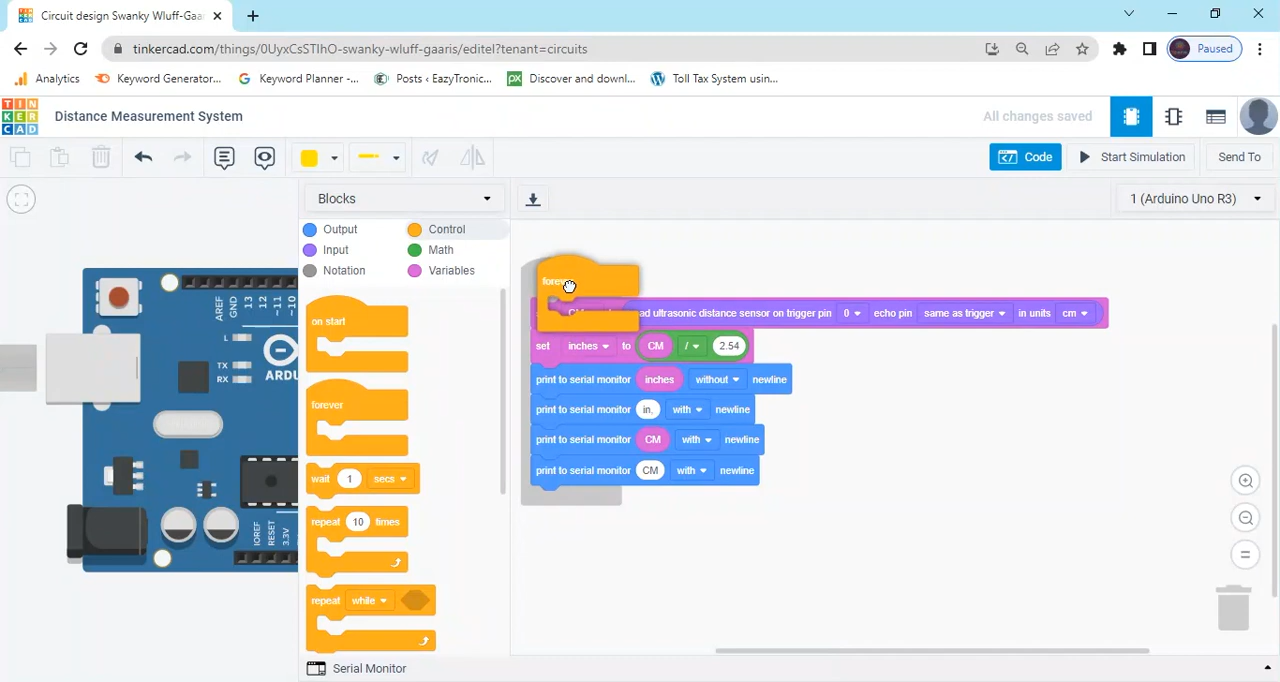 Circuit design Swanky Wluff-Gaa
tinkercad.com/things/0UyxCsSTIhO-swanky-wluff-gaaris/editel?tenant=circuits
Paused
Analytics
Keyword Generator...
Keyword Planner -...
Posts ‹ EazyTronic...
Discover and downl...
Toll Tax System usin...
TIN
KER
CAD
Distance Measurement System
All changes saved
Code
Start Simulation
Send To
Blocks
1 (Arduino Uno R3)
Output
Control
Input
Math
Notation
Variables
on start
forever
wait 1 secs
repeat 10 times
repeat while
ad ultrasonic distance sensor on trigger pin 0 echo pin same as trigger in units cm
set inches to CM / 2.54
print to serial monitor inches without newline
print to serial monitor in, with newline
print to serial monitor CM with newline
print to serial monitor CM with newline
AREF
GND
13
12
~11
~10
L
TX
RX
ARD
IOREF
RESET
3.3V
Serial Monitor